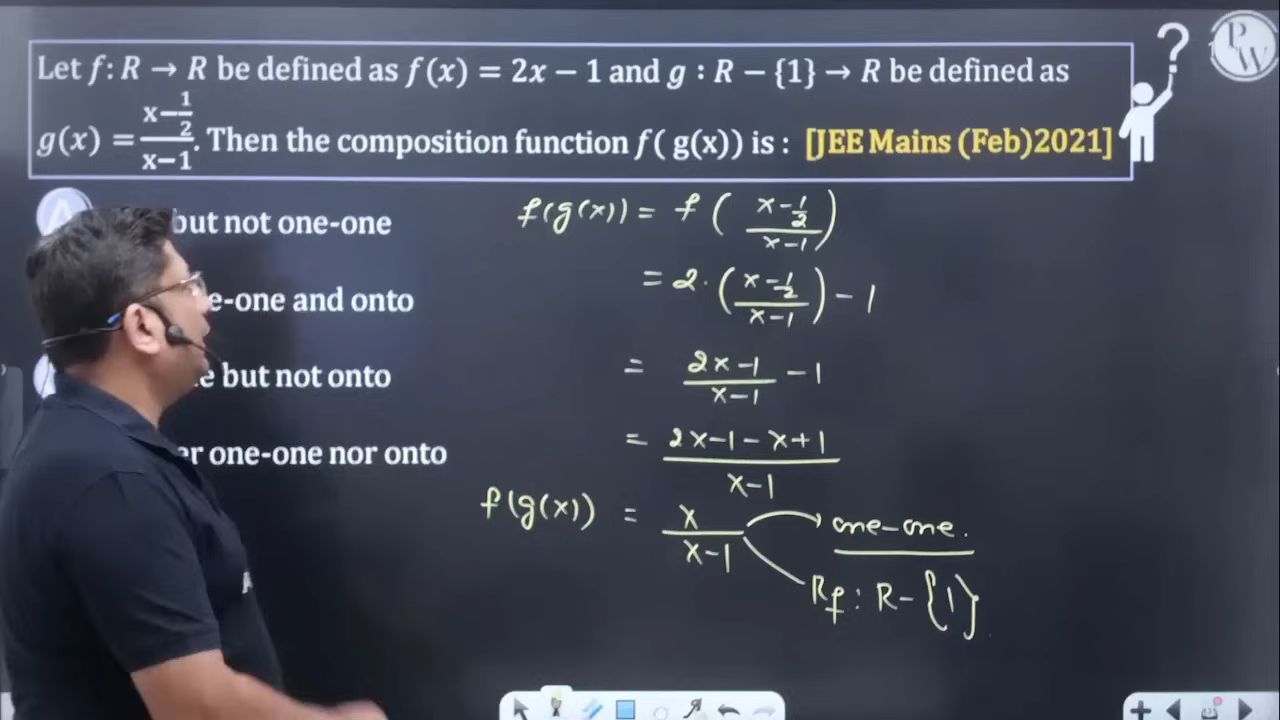 Let f: R → R be defined as f(x) = 2x − 1 and g : R − {1} → R be defined as
g(x) = (x−1/2)/(x−1). Then the composition function f( g(x)) is : [JEE Mains (Feb)2021]
PW
?
but not one-one
e-one and onto
but not onto
one-one nor onto
f(g(x)) = f ( (x−1/2)/(x−1) )
= 2. ( (x−1/2)/(x−1) ) − 1
= (2x−1)/(x−1) − 1
= (2x−1−x+1)/(x−1)
f(g(x)) = x/(x−1)
one-one.
Rf : R−{1}